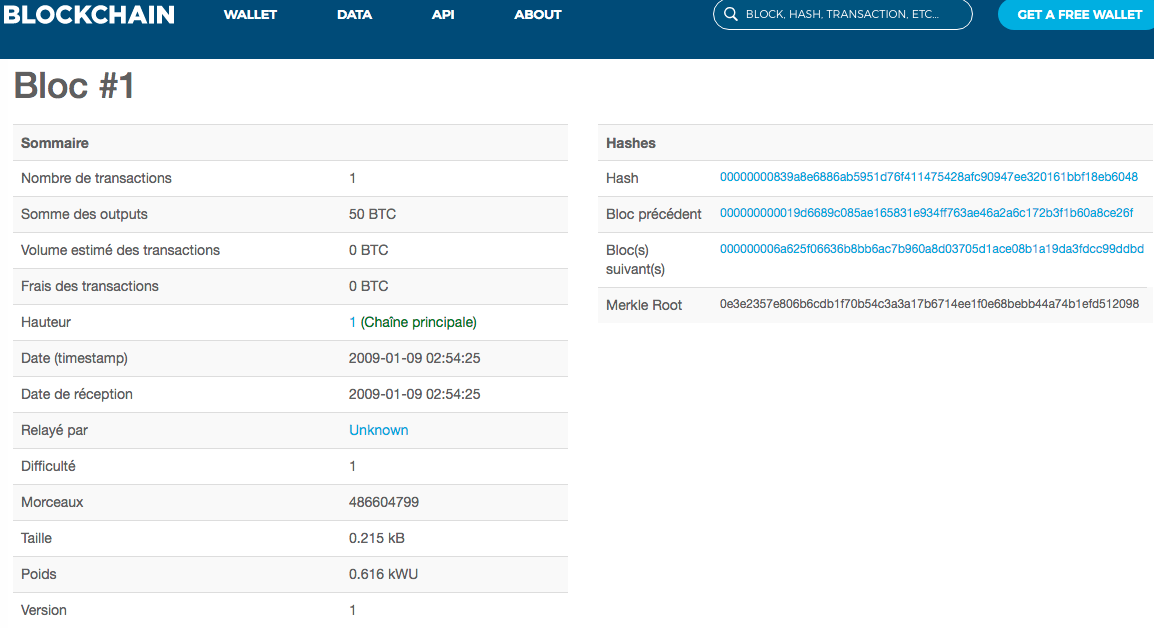 BLOCKCHAIN WALLET DATA API ABOUT BLOCK, HASH, TRANSACTION, ETC... GET A FREE WALLET
Bloc #1
Sommaire
Nombre de transactions 1
Somme des outputs 50 BTC
Volume estimé des transactions 0 BTC
Frais des transactions 0 BTC
Hauteur 1 (Chaîne principale)
Date (timestamp) 2009-01-09 02:54:25
Date de réception 2009-01-09 02:54:25
Relayé par Unknown
Difficulté 1
Morceaux 486604799
Taille 0.215 kB
Poids 0.616 kWU
Version 1
Hashes
Hash 00000000839a8e6886ab5951d76f411475428afc90947ee320161bbf18eb6048
Bloc précédent 000000000019d6689c085ae165831e934ff763ae46a2a6c172b3f1b60a8ce26f
Bloc(s) 000000006a625f06636b8bb6ac7b960a8d03705d1ace08b1a19da3fdcc99ddbd
suivant(s)
Merkle Root 0e3e2357e806b6cdb1f70b54c3a3a17b6714ee1f0e68bebb44a74b1efd512098